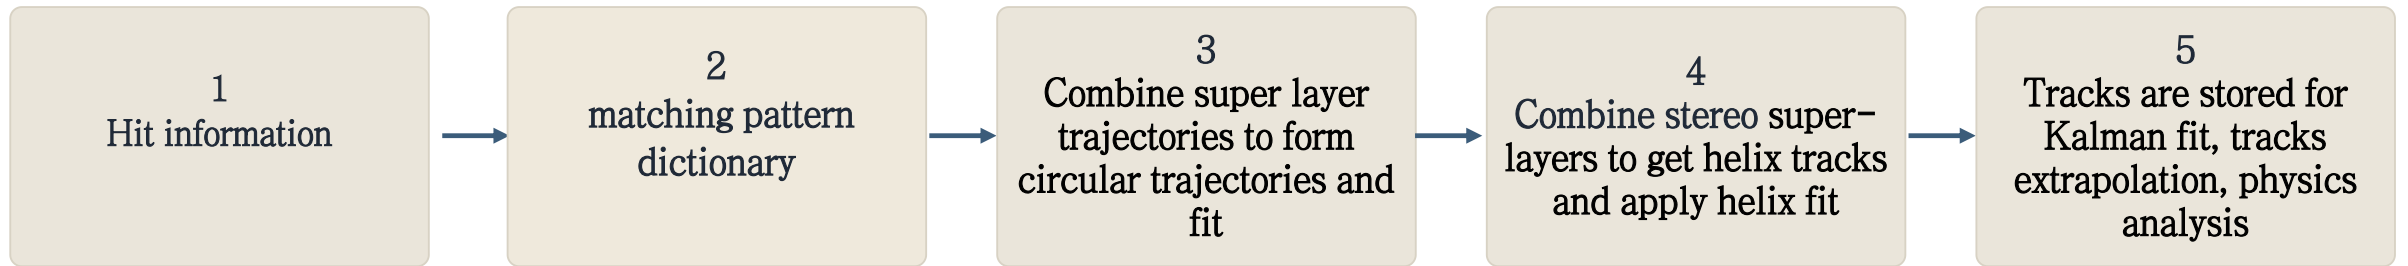 1
Hit information
2
matching pattern
dictionary
3
Combine super layer
trajectories to form
circular trajectories and
fit
4
Combine stereo super-
layers to get helix tracks
and apply helix fit
5
Tracks are stored for
Kalman fit, tracks
extrapolation, physics
analysis